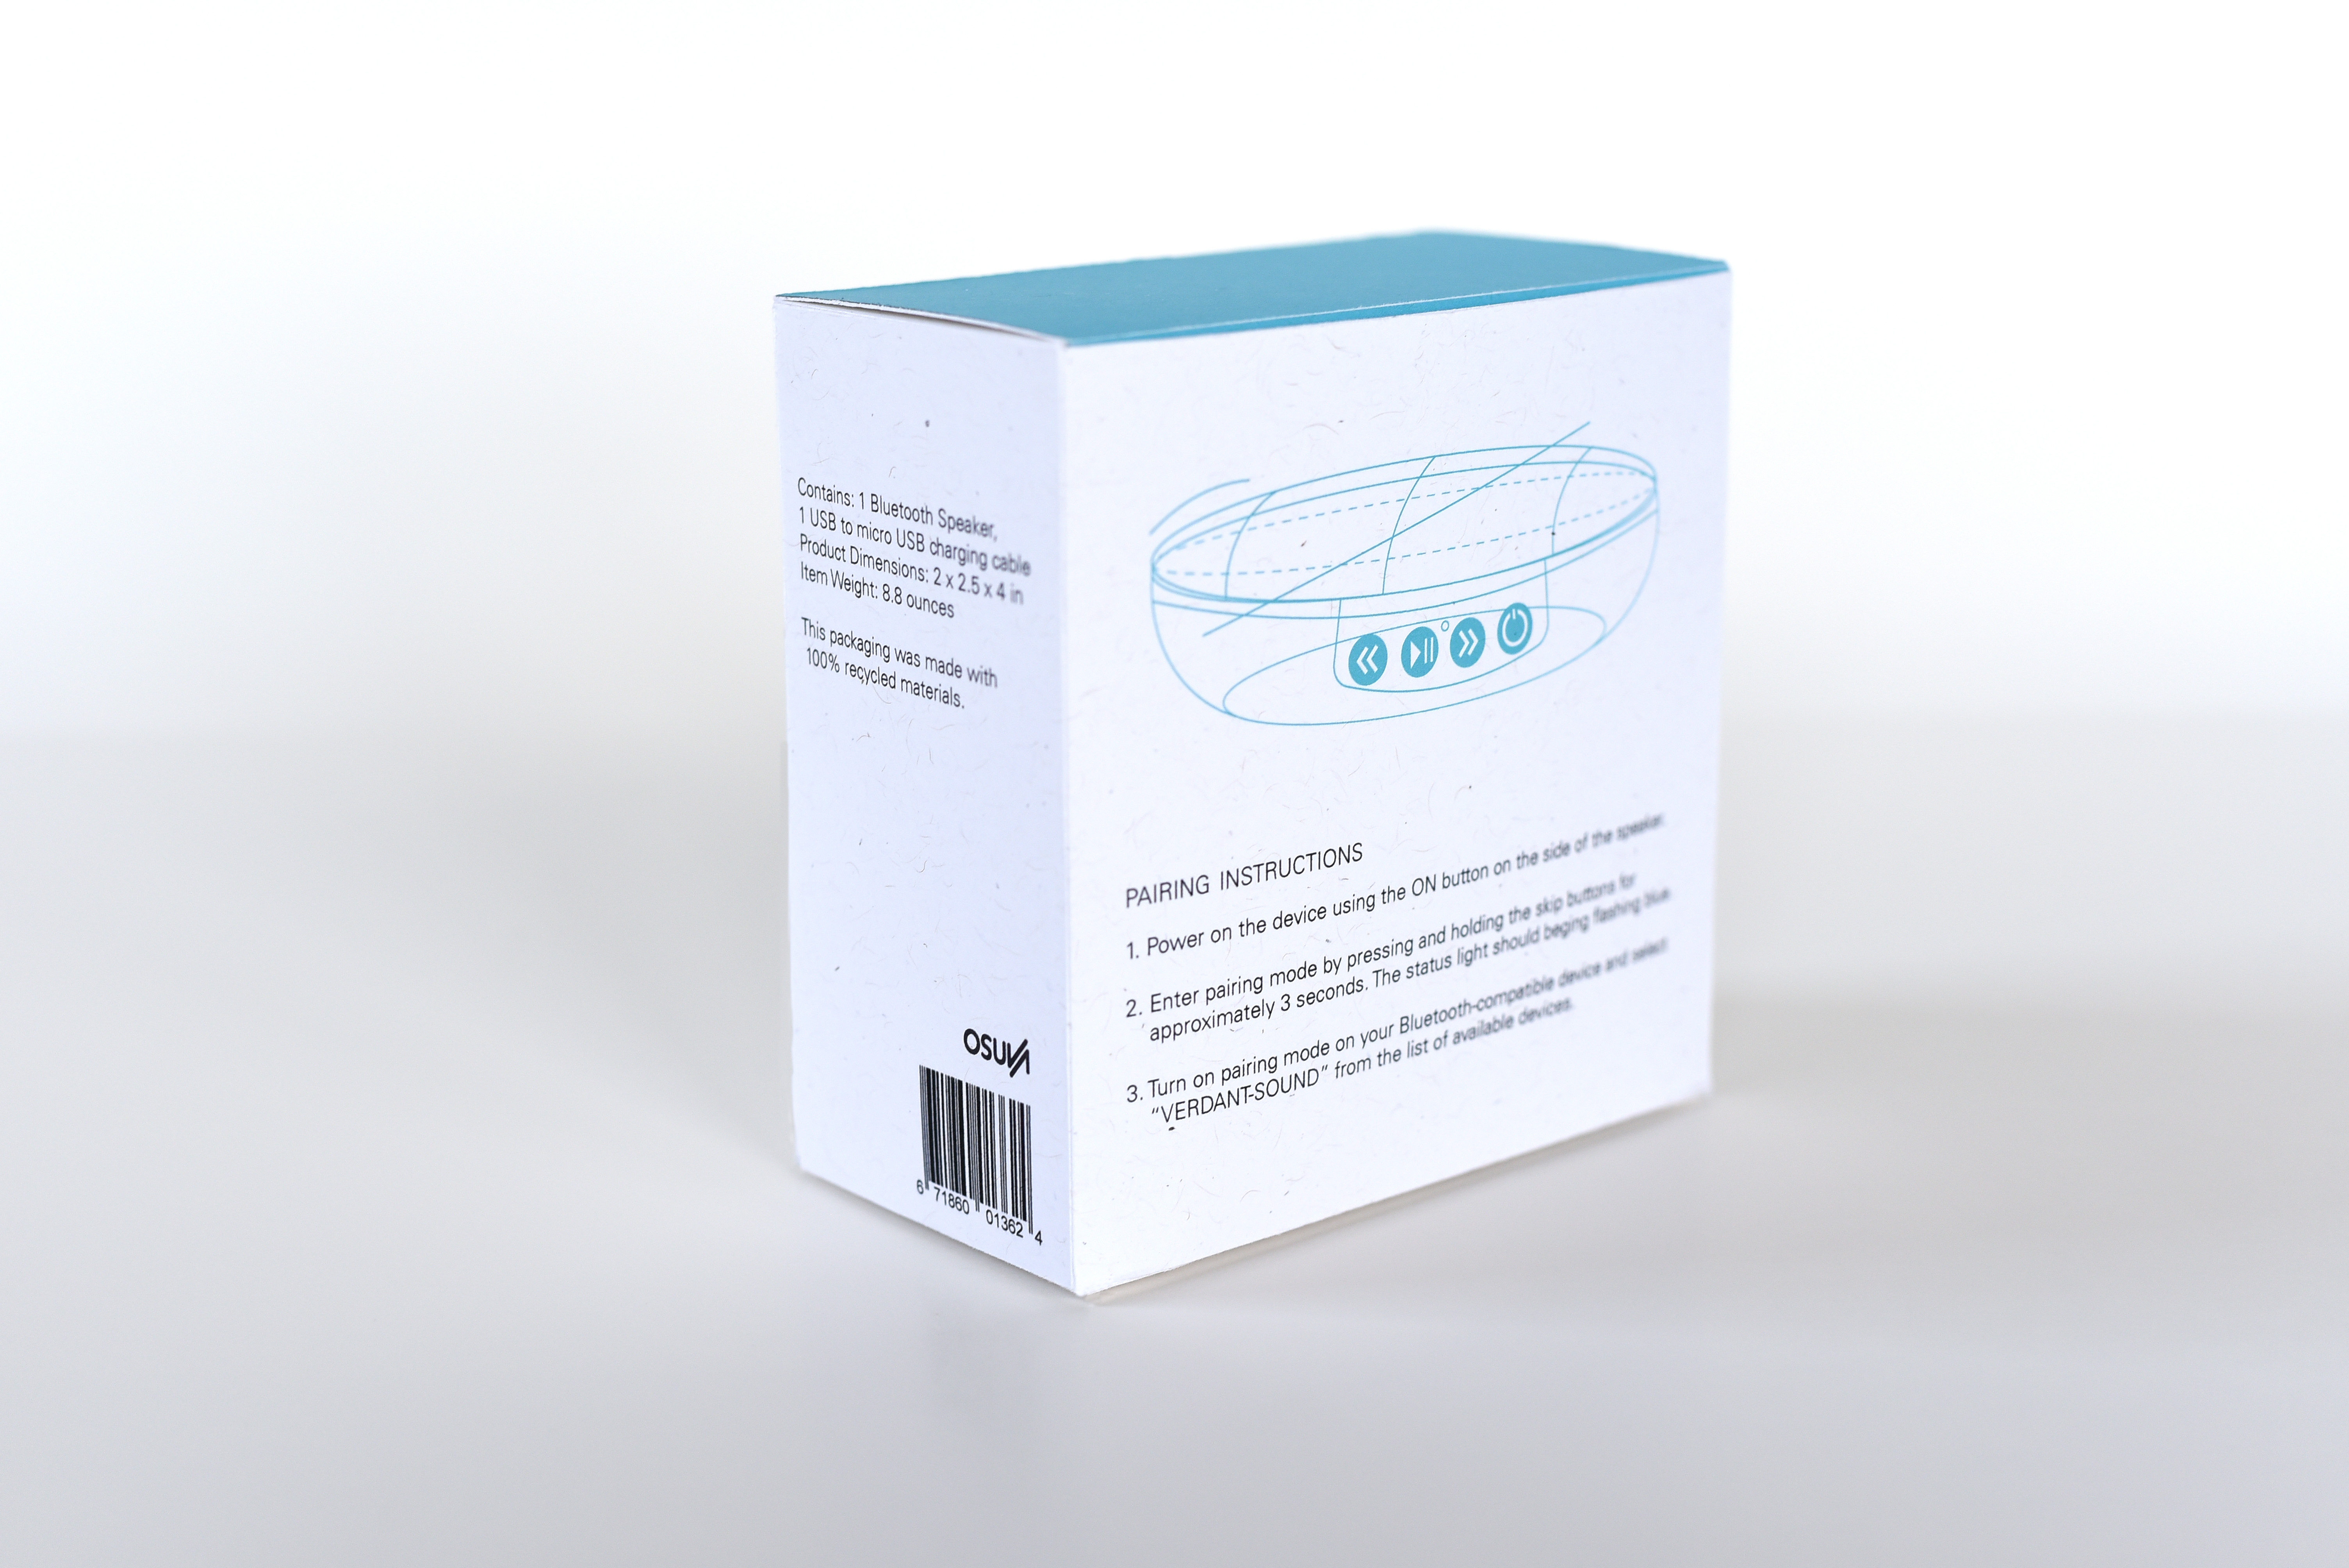 Contains: 1 Bluetooth Speaker,
1 USB to micro USB charging cable
Product Dimensions: 2 x 2.5 x 4 in
Item Weight: 8.8 ounces
This packaging was made with
100% recycled materials.
OSUVA
6 71860 01362 4
PAIRING INSTRUCTIONS
1. Power on the device using the ON button on the side of the speaker.
2. Enter pairing mode by pressing and holding the skip buttons for
approximately 3 seconds. The status light should beging flashing blue.
3. Turn on pairing mode on your Bluetooth-compatible device and select
“VERDANT-SOUND” from the list of available devices.